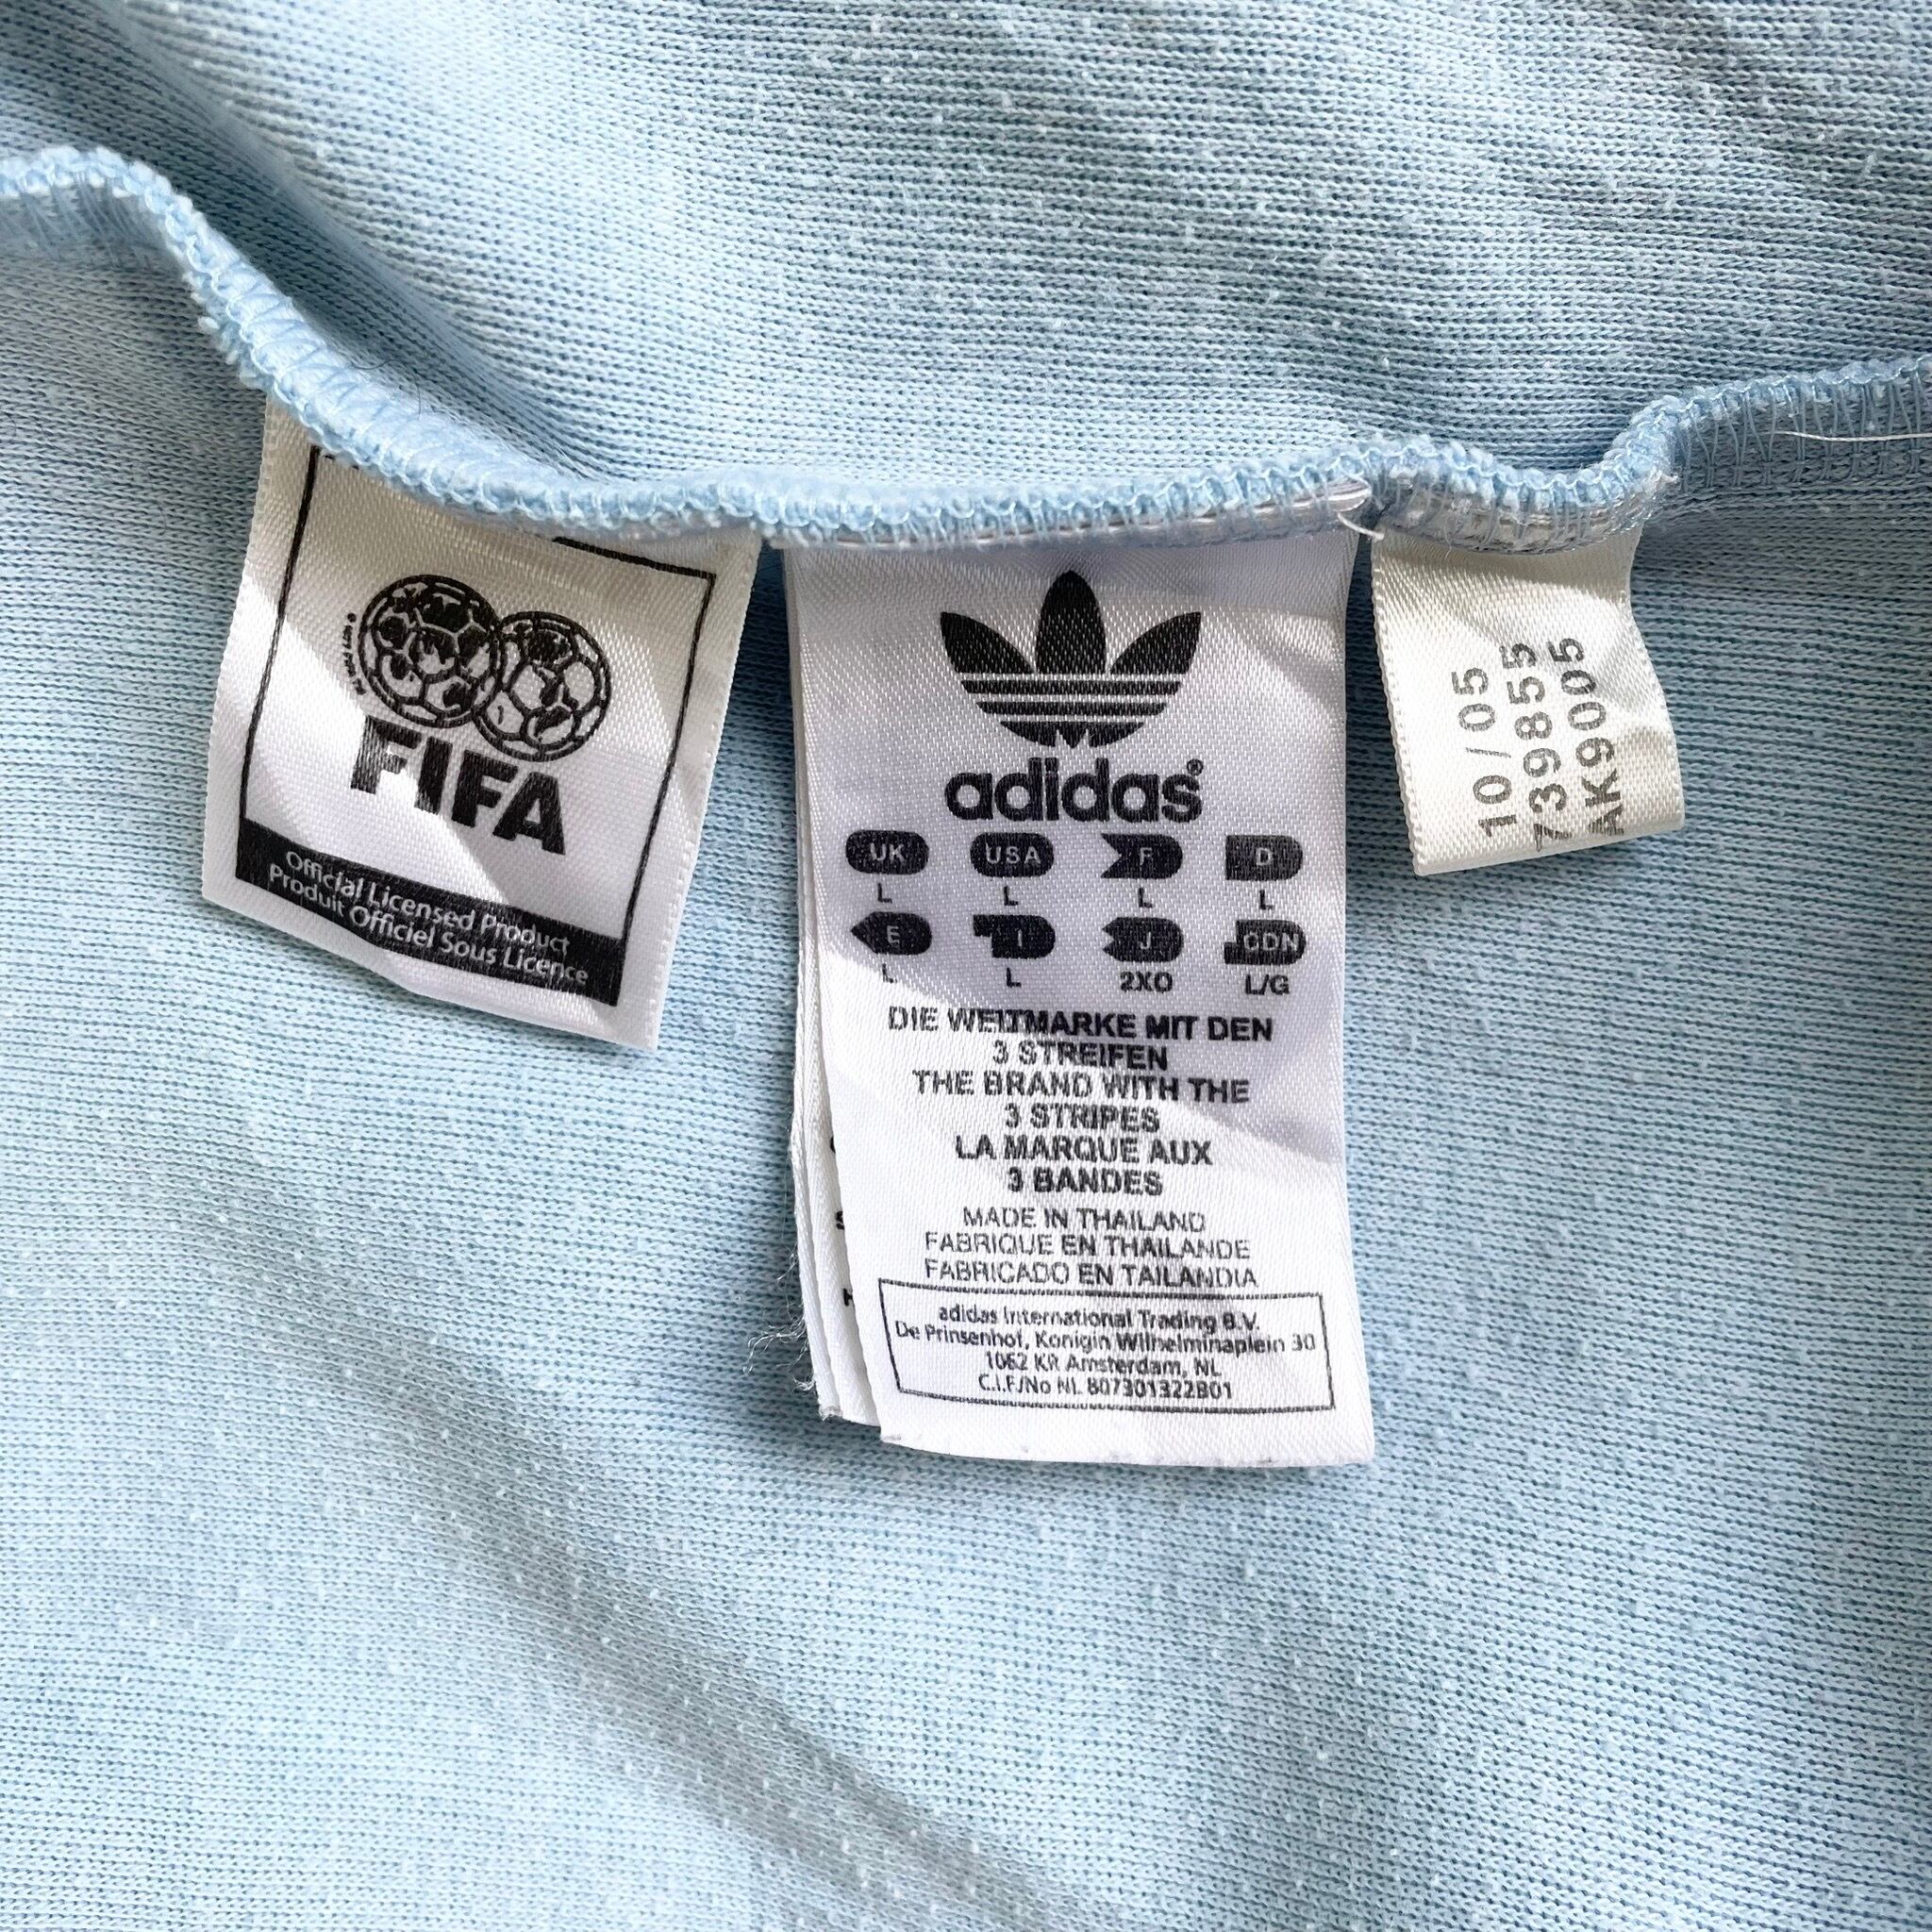 FIFA
Official Licensed Product
Produit Officiel Sous Licence
adidas®
UK USA F D
L L L L
E I J CDN
L L 2XO L/G
DIE WELTMARKE MIT DEN
3 STREIFEN
THE BRAND WITH THE
3 STRIPES
LA MARQUE AUX
3 BANDES
MADE IN THAILAND
FABRIQUE EN THAILANDE
FABRICADO EN TAILANDIA
adidas International Trading B.V.
De Prinsenhof, Konigin Wilhelminaplein 30
1062 KR Amsterdam, NL
C.I.F./No NL 807301322B01
10/05
739855
AK9005